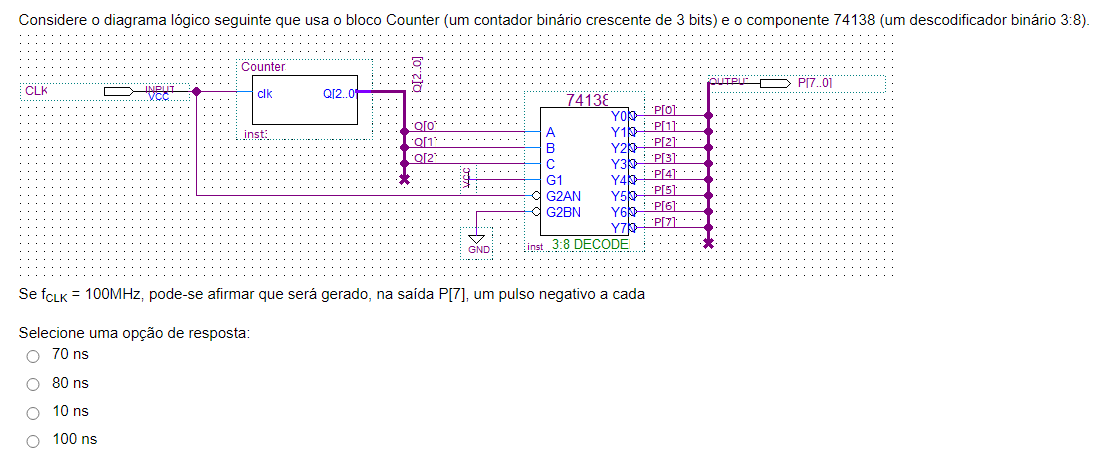 Considere o diagrama lógico seguinte que usa o bloco Counter (um contador binário crescente de 3 bits) e o componente 74138 (um descodificador binário 3:8).
Counter
Q[2..0]
CLK
INPUT
VCC
clk
Q[2..0]
inst
OUTPUT
P[7..0]
74138
Q[0]
Q[1]
Q[2]
VCC
A
B
C
G1
G2AN
G2BN
Y0N
Y1N
Y2N
Y3N
Y4N
Y5N
Y6N
Y7N
P[0]
P[1]
P[2]
P[3]
P[4]
P[5]
P[6]
P[7]
GND
inst
3:8 DECODE
Se fCLK = 100MHz, pode-se afirmar que será gerado, na saída P[7], um pulso negativo a cada
Selecione uma opção de resposta:
70 ns
80 ns
10 ns
100 ns